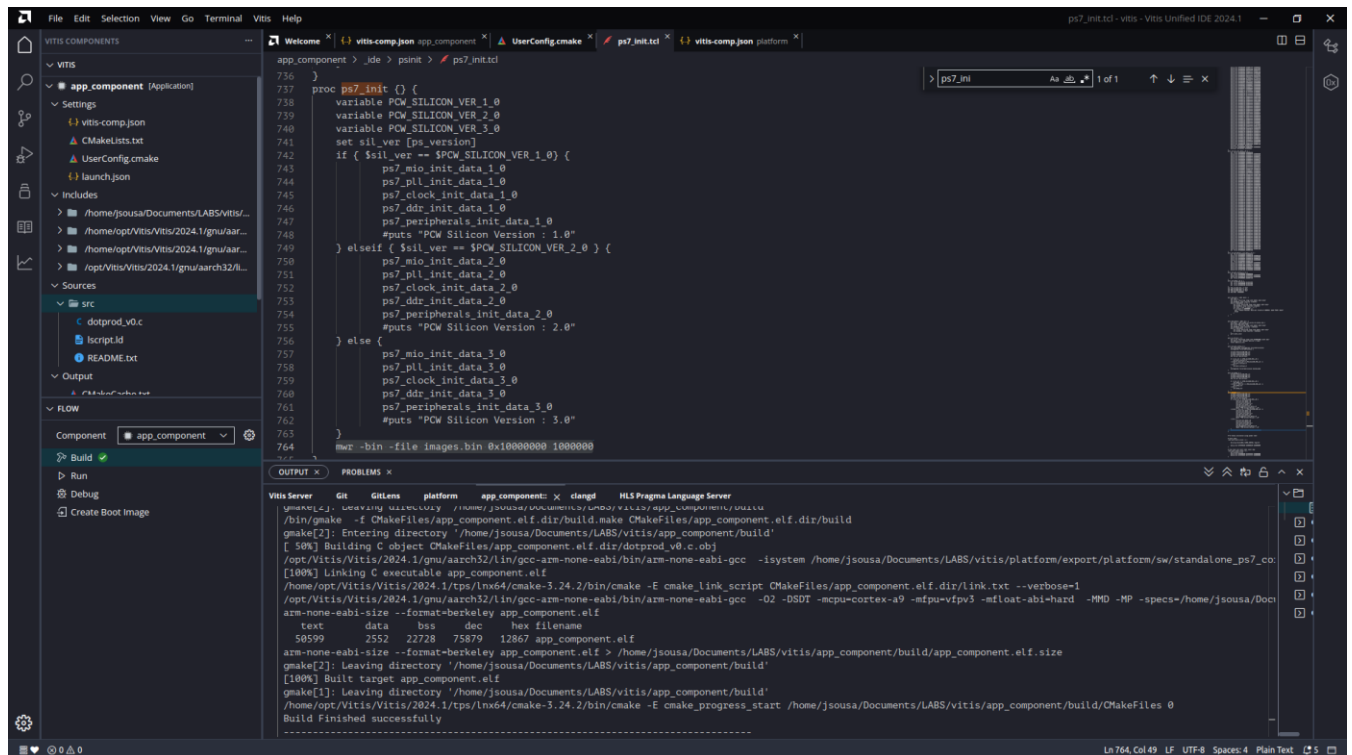 File Edit Selection View Go Terminal Vitis Help
ps7_init.tcl - vitis - Vitis Unified IDE 2024.1
VITIS COMPONENTS
VITIS
app_component [Application]
Settings
vitis-comp.json
CMakeLists.txt
UserConfig.cmake
launch.json
Includes
/home/jsousa/Documents/LABS/vitis/...
/home/opt/Vitis/Vitis/2024.1/gnu/aar...
/home/opt/Vitis/Vitis/2024.1/gnu/aar...
/opt/Vitis/Vitis/2024.1/gnu/aarch32/li...
Sources
src
dotprod_v0.c
lscript.ld
README.txt
Output
CMakeCache.txt
FLOW
Component app_component
Build
Run
Debug
Create Boot Image
Welcome vitis-comp.json app_component UserConfig.cmake ps7_init.tcl vitis-comp.json platform
app_component > _ide > psinit > ps7_init.tcl
ps7_ini Aa ab .* 1 of 1
736 }
737 proc ps7_init {} {
738 variable PCW_SILICON_VER_1_0
739 variable PCW_SILICON_VER_2_0
740 variable PCW_SILICON_VER_3_0
741 set sil_ver [ps_version]
742 if { $sil_ver == $PCW_SILICON_VER_1_0} {
743 ps7_mio_init_data_1_0
744 ps7_pll_init_data_1_0
745 ps7_clock_init_data_1_0
746 ps7_ddr_init_data_1_0
747 ps7_peripherals_init_data_1_0
748 #puts "PCW Silicon Version : 1.0"
749 } elseif { $sil_ver == $PCW_SILICON_VER_2_0 } {
750 ps7_mio_init_data_2_0
751 ps7_pll_init_data_2_0
752 ps7_clock_init_data_2_0
753 ps7_ddr_init_data_2_0
754 ps7_peripherals_init_data_2_0
755 #puts "PCW Silicon Version : 2.0"
756 } else {
757 ps7_mio_init_data_3_0
758 ps7_pll_init_data_3_0
759 ps7_clock_init_data_3_0
760 ps7_ddr_init_data_3_0
761 ps7_peripherals_init_data_3_0
762 #puts "PCW Silicon Version : 3.0"
763 }
764 mwr -bin -file images.bin 0x10000000 1000000
765 }
OUTPUT PROBLEMS
Vitis Server Git GitLens platform app_component:: clangd HLS Pragma Language Server
gmake[2]: Leaving directory '/home/jsousa/Documents/LABS/vitis/app_component/build'
/bin/gmake -f CMakeFiles/app_component.elf.dir/build.make CMakeFiles/app_component.elf.dir/build
gmake[2]: Entering directory '/home/jsousa/Documents/LABS/vitis/app_component/build'
[ 50%] Building C object CMakeFiles/app_component.elf.dir/dotprod_v0.c.obj
/opt/Vitis/Vitis/2024.1/gnu/aarch32/lin/gcc-arm-none-eabi/bin/arm-none-eabi-gcc -isystem /home/jsousa/Documents/LABS/vitis/platform/export/platform/sw/standalone_ps7_co
[100%] Linking C executable app_component.elf
/home/opt/Vitis/Vitis/2024.1/tps/lnx64/cmake-3.24.2/bin/cmake -E cmake_link_script CMakeFiles/app_component.elf.dir/link.txt --verbose=1
/opt/Vitis/Vitis/2024.1/gnu/aarch32/lin/gcc-arm-none-eabi/bin/arm-none-eabi-gcc -O2 -DSDT -mcpu=cortex-a9 -mfpu=vfpv3 -mfloat-abi=hard -MMD -MP -specs=/home/jsousa/Docu
arm-none-eabi-size --format=berkeley app_component.elf
text data bss dec hex filename
50599 2552 22728 75879 12867 app_component.elf
arm-none-eabi-size --format=berkeley app_component.elf > /home/jsousa/Documents/LABS/vitis/app_component/build/app_component.elf.size
gmake[2]: Leaving directory '/home/jsousa/Documents/LABS/vitis/app_component/build'
[100%] Built target app_component.elf
gmake[1]: Leaving directory '/home/jsousa/Documents/LABS/vitis/app_component/build'
/home/opt/Vitis/Vitis/2024.1/tps/lnx64/cmake-3.24.2/bin/cmake -E cmake_progress_start /home/jsousa/Documents/LABS/vitis/app_component/build/CMakeFiles 0
Build Finished successfully
Ln 764, Col 49 LF UTF-8 Spaces: 4 Plain Text 5
0 0